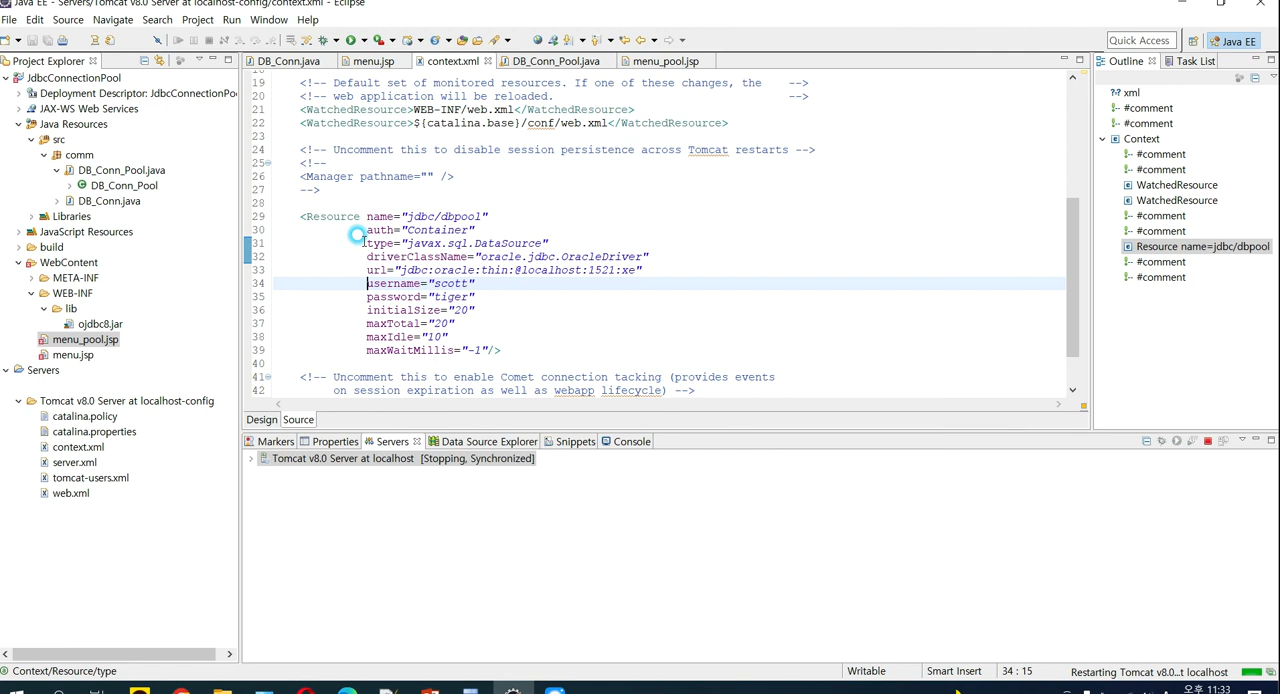 Java EE - Servers/Tomcat v8.0 Server at localhost-config/context.xml - Eclipse
File Edit Source Navigate Search Project Run Window Help
Quick Access Java EE
Project Explorer
JdbcConnectionPool
Deployment Descriptor: JdbcConnectionPo
JAX-WS Web Services
Java Resources
src
comm
DB_Conn_Pool.java
DB_Conn_Pool
DB_Conn.java
Libraries
JavaScript Resources
build
WebContent
META-INF
WEB-INF
lib
ojdbc8.jar
menu_pool.jsp
menu.jsp
Servers
Tomcat v8.0 Server at localhost-config
catalina.policy
catalina.properties
context.xml
server.xml
tomcat-users.xml
web.xml
DB_Conn.java menu.jsp context.xml DB_Conn_Pool.java menu_pool.jsp
19 <!-- Default set of monitored resources. If one of these changes, the -->
20 <!-- web application will be reloaded. -->
21 <WatchedResource>WEB-INF/web.xml</WatchedResource>
22 <WatchedResource>${catalina.base}/conf/web.xml</WatchedResource>
23
24 <!-- Uncomment this to disable session persistence across Tomcat restarts -->
25 <!--
26 <Manager pathname="" />
27 -->
28
29 <Resource name="jdbc/dbpool"
30 auth="Container"
31 type="javax.sql.DataSource"
32 driverClassName="oracle.jdbc.OracleDriver"
33 url="jdbc:oracle:thin:@localhost:1521:xe"
34 username="scott"
35 password="tiger"
36 initialSize="20"
37 maxTotal="20"
38 maxIdle="10"
39 maxWaitMillis="-1"/>
40
41 <!-- Uncomment this to enable Comet connection tacking (provides events
42 on session expiration as well as webapp lifecycle) -->
Design Source
Outline Task List
xml
#comment
#comment
Context
#comment
#comment
WatchedResource
WatchedResource
#comment
#comment
Resource name=jdbc/dbpool
#comment
#comment
Markers Properties Servers Data Source Explorer Snippets Console
Tomcat v8.0 Server at localhost [Stopping, Synchronized]
Context/Resource/type Writable Smart Insert 34 : 15 Restarting Tomcat v8.0...t localhost
오후 11:33